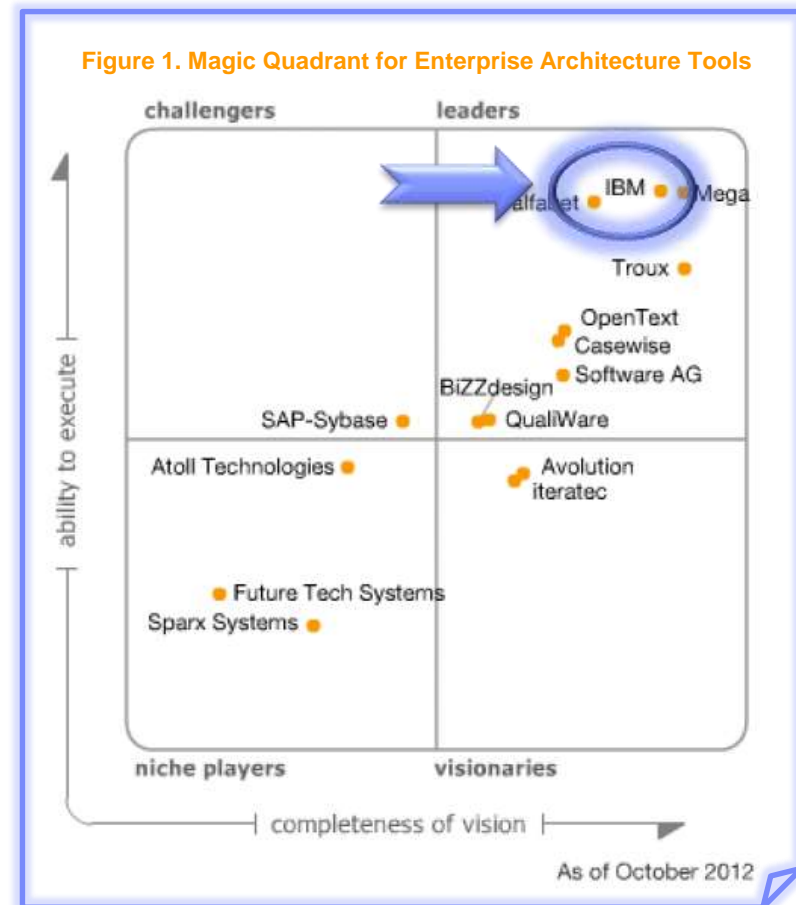 Figure 1. Magic Quadrant for Enterprise Architecture Tools
challengers
leaders
IBM
alfabet
Mega
Troux
OpenText
Casewise
Software AG
BiZZdesign
SAP-Sybase
QualiWare
Atoll Technologies
Avolution
iteratec
Future Tech Systems
Sparx Systems
niche players
visionaries
ability to execute
completeness of vision
As of October 2012